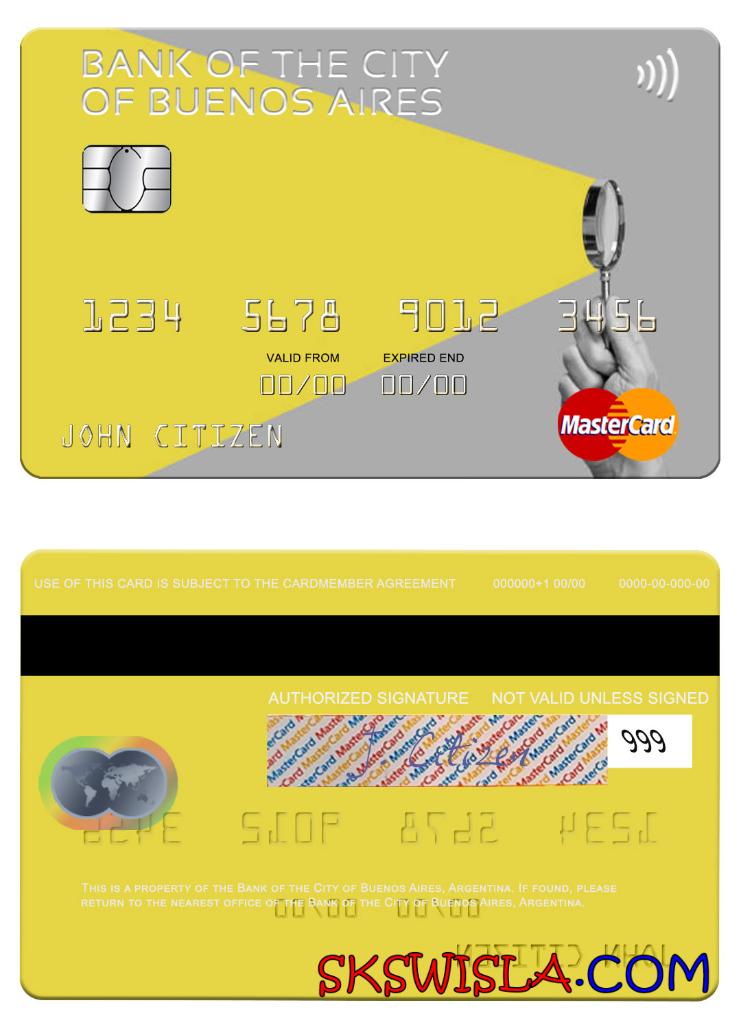 BANK OF THE CITY
OF BUENOS AIRES
1234 5678 9012 3456
VALID FROM EXPIRED END
00/00 00/00
JOHN CITIZEN
MasterCard
USE OF THIS CARD IS SUBJECT TO THE CARDMEMBER AGREEMENT 000000+1 00/00 0000-00-000-00
AUTHORIZED SIGNATURE NOT VALID UNLESS SIGNED
J. Citizen 999
THIS IS A PROPERTY OF THE BANK OF THE CITY OF BUENOS AIRES, ARGENTINA. IF FOUND, PLEASE
RETURN TO THE NEAREST OFFICE OF THE BANK OF THE CITY OF BUENOS AIRES, ARGENTINA.
SKSWISLA.COM